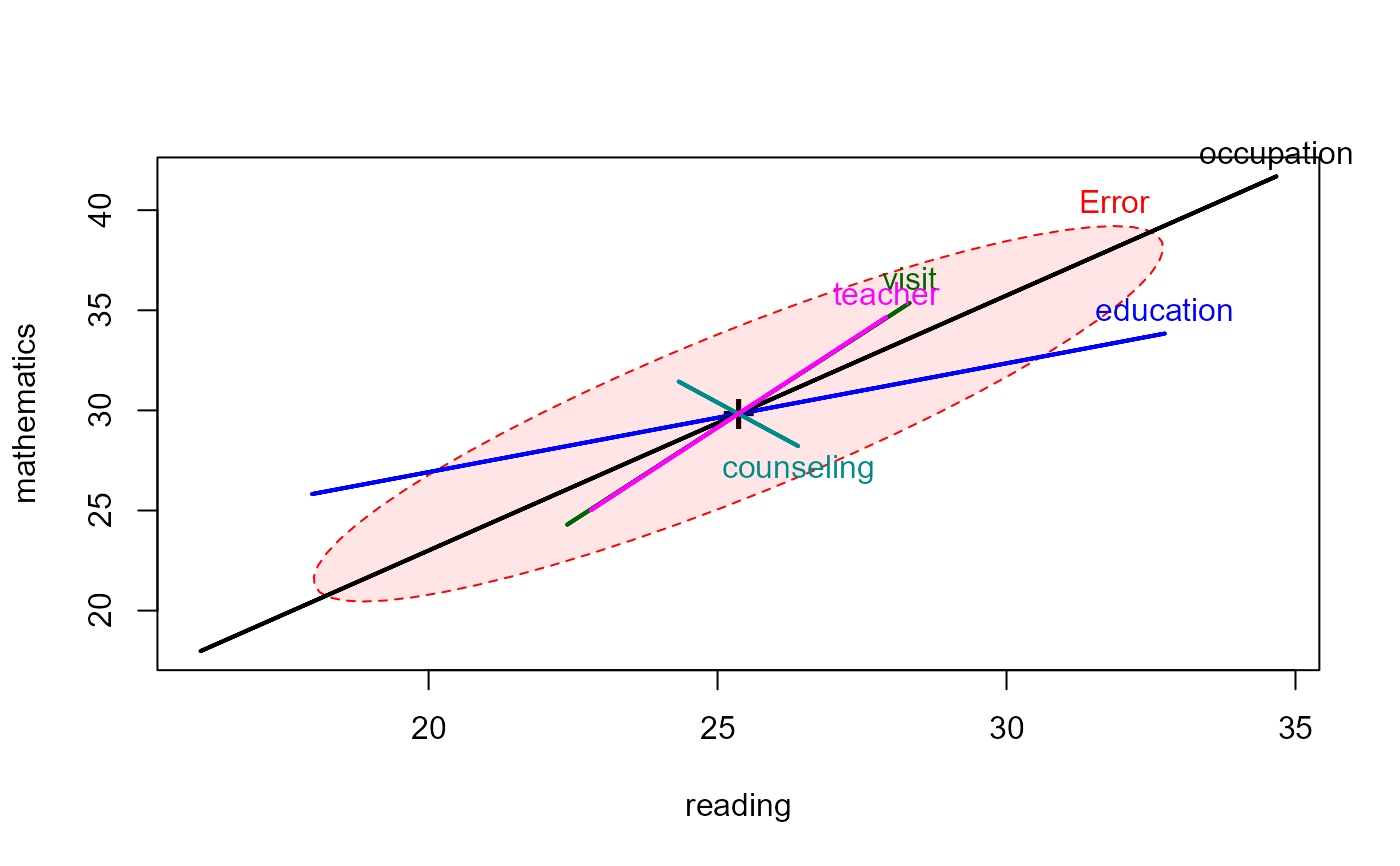 occupation
Error
visit
teacher
education
counseling
mathematics
40
35
30
25
20
20 25 30 35
reading